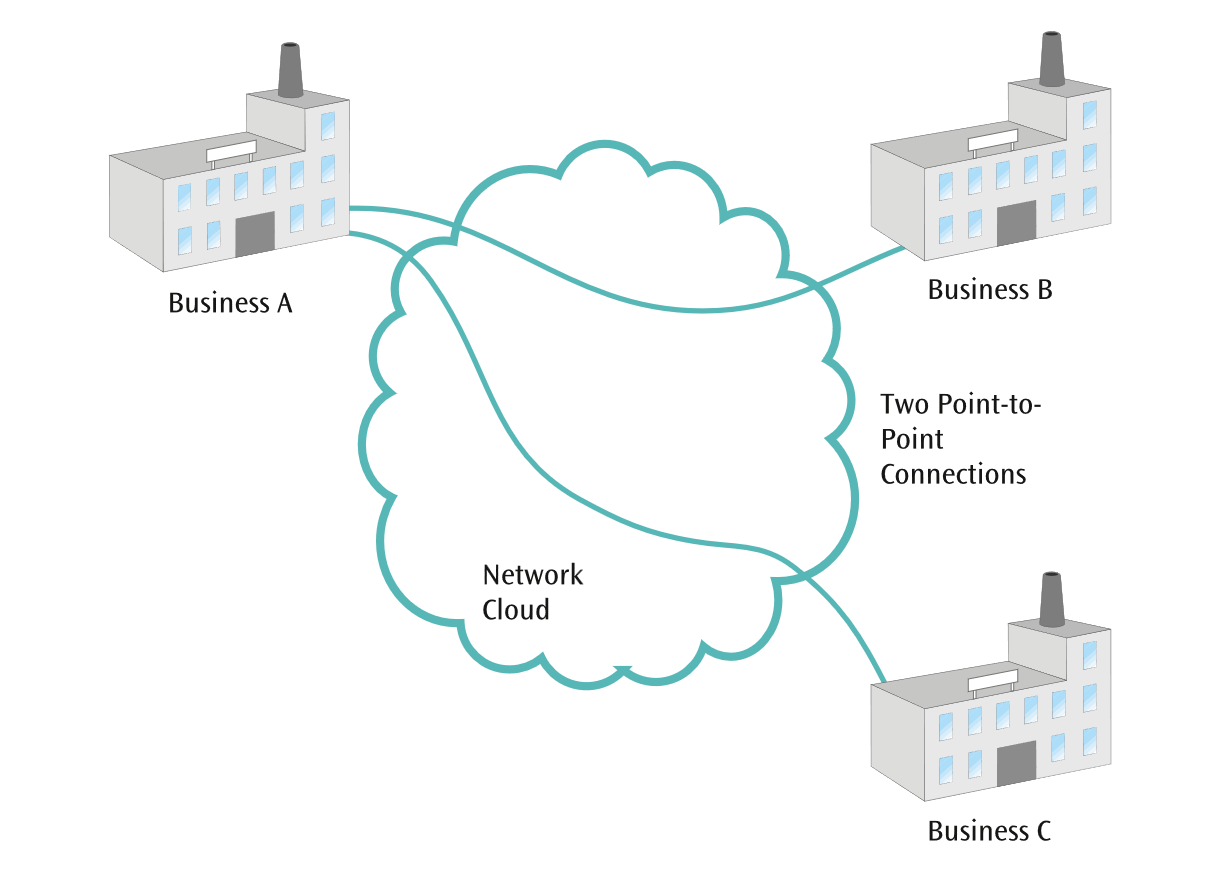 Business A
Business B
Two Point-to-
Point
Connections
Network
Cloud
Business C